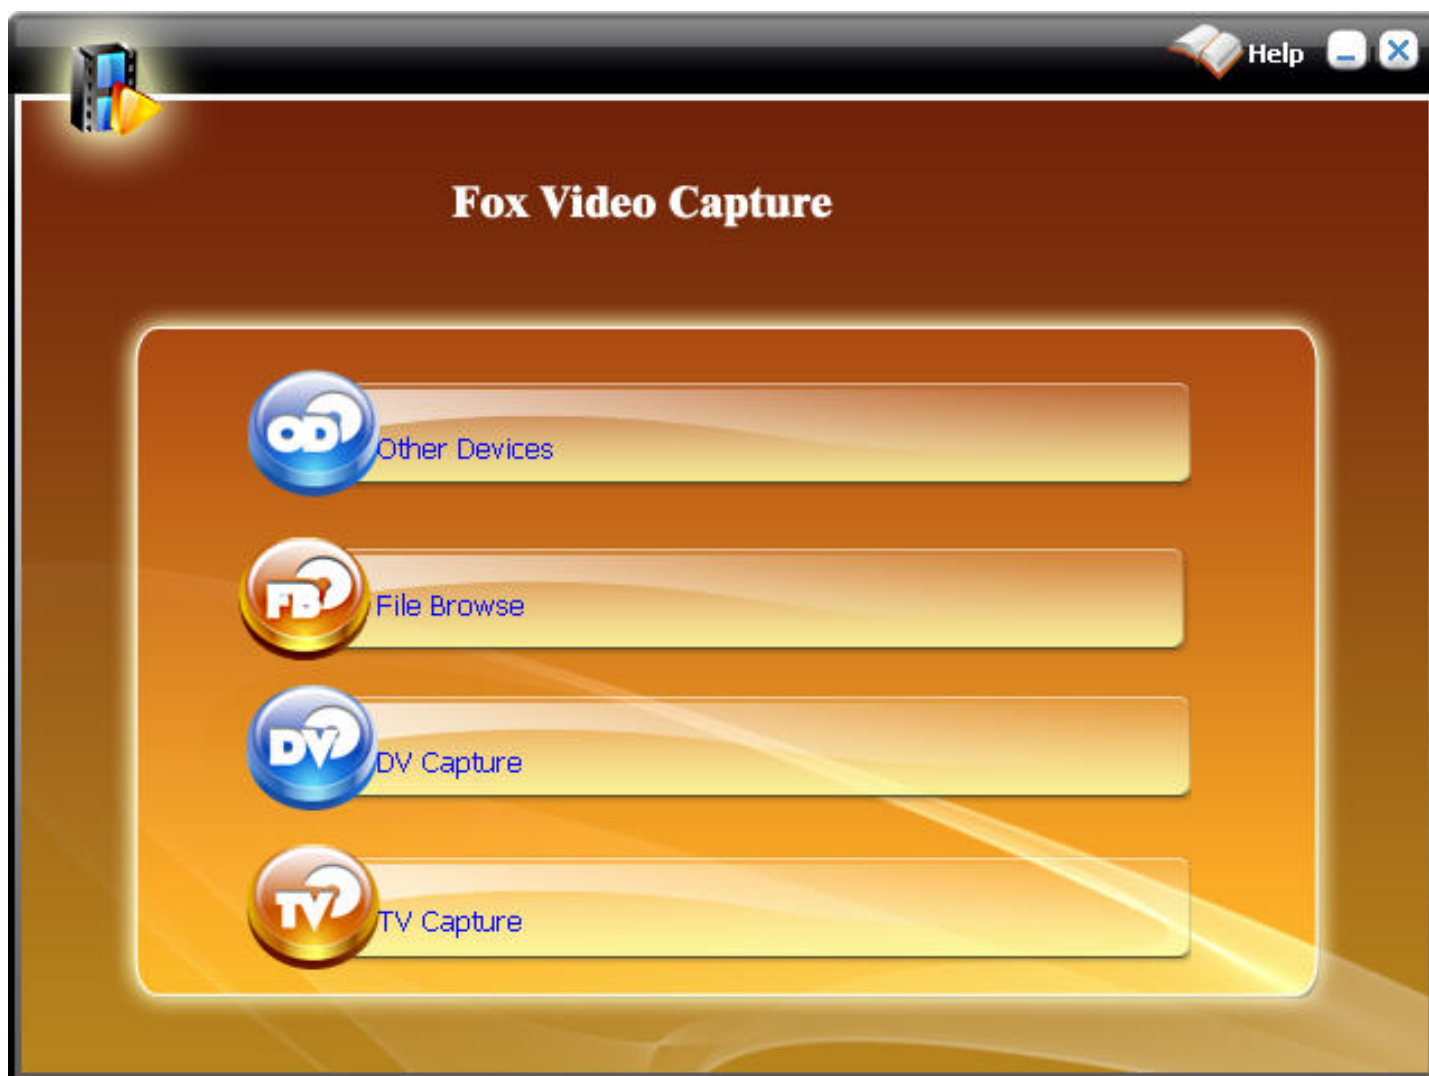 Help
Fox Video Capture
OD
Other Devices
FB
File Browse
DV
DV Capture
TV
TV Capture